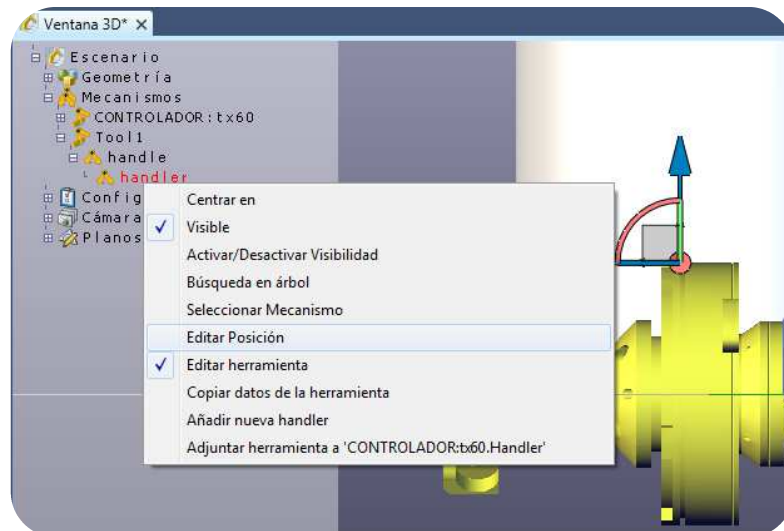 Ventana 3D*
Escenario
Geometría
Mecanismos
CONTROLADOR:tx60
Tool1
handle
handler
Config
Cámara
Planos
Centrar en
Visible
Activar/Desactivar Visibilidad
Búsqueda en árbol
Seleccionar Mecanismo
Editar Posición
Editar herramienta
Copiar datos de la herramienta
Añadir nueva handler
Adjuntar herramienta a 'CONTROLADOR:tx60.Handler'